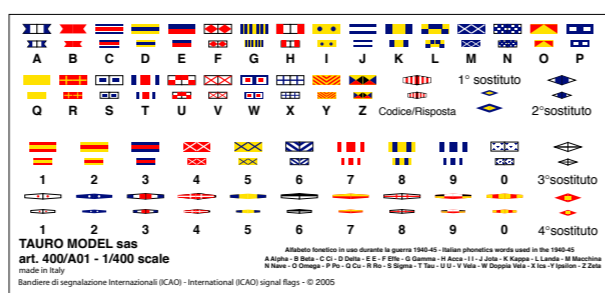 A B C D E F G H I J K L M N O P
1° sostituto
Q R S T U V W X Y Z Codice/Risposta 2°sostituto
1 2 3 4 5 6 7 8 9 0 3°sostituto
1 2 3 4 5 6 7 8 9 0 4°sostituto
TAURO MODEL sas
art. 400/A01 - 1/400 scale
made in Italy
Bandiere di segnalazione Internazionali (ICAO) - International (ICAO) signal flags - © 2005
Alfabeto fonetico in uso durante la guerra 1940-45 - Italian phonetics words used in the 1940-45
A Alpha - B Beta - C Ci - D Delta - E E - F Effe - G Gamma - H Acca - I I - J Jota - K Kappa - L Landa - M Macchina
N Nave - O Omega - P Po - Q Cu - R Ro - S Sigma - T Tau - U U - V Vela - W Doppia Vela - X Ics - Y Ipsilon - Z Zeta